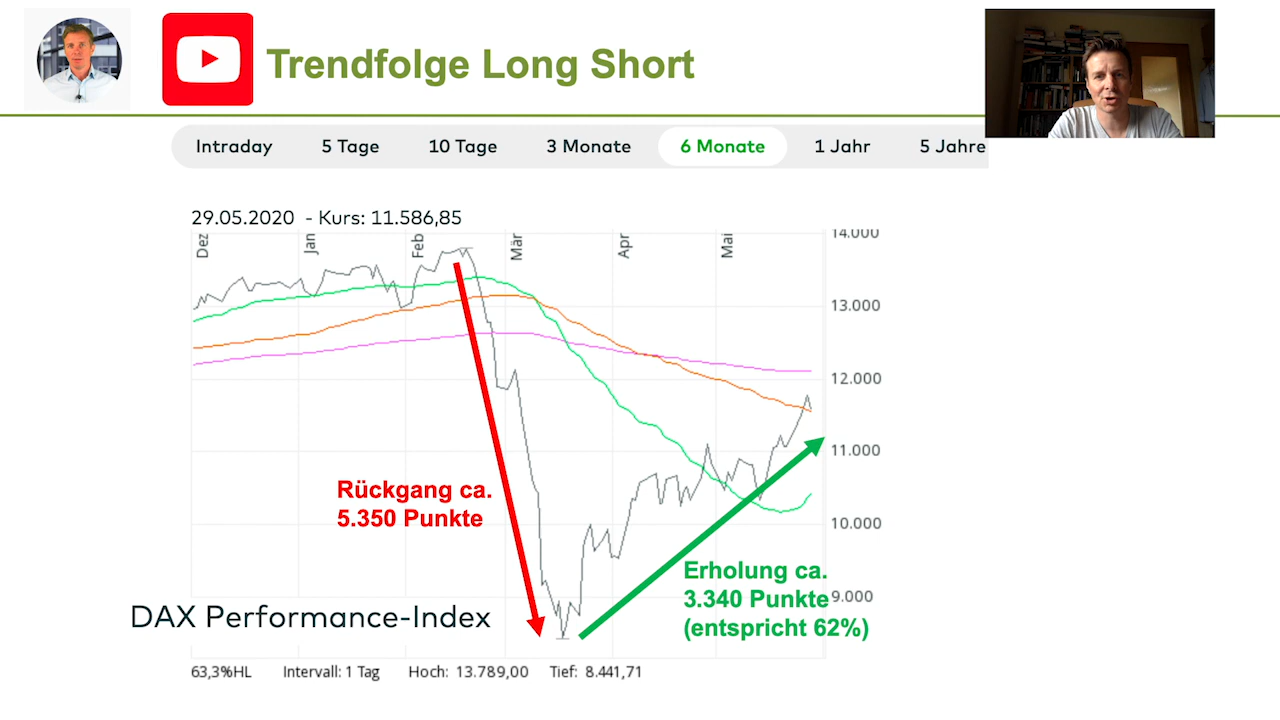 Trendfolge Long Short
Intraday 5 Tage 10 Tage 3 Monate 6 Monate 1 Jahr 5 Jahre
29.05.2020 - Kurs: 11.586,85
Dez Jan Feb Mär Apr Mai
14.000
13.000
12.000
11.000
10.000
9.000
Rückgang ca.
5.350 Punkte
Erholung ca.
3.340 Punkte
(entspricht 62%)
DAX Performance-Index
63,3%HL Intervall: 1 Tag Hoch: 13.789,00 Tief: 8.441,71